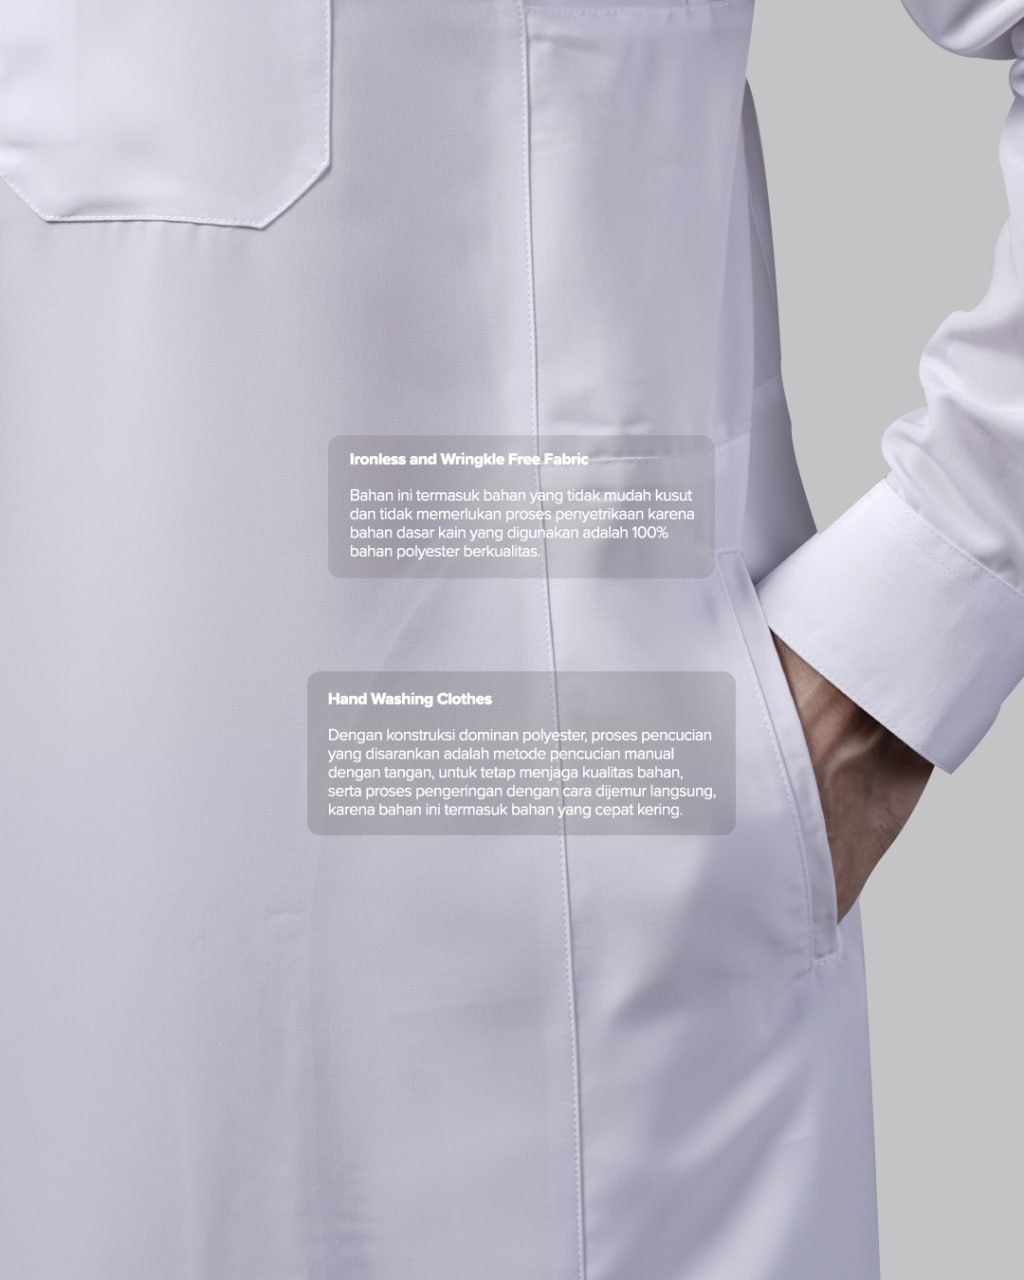 Ironless and Wringkle Free Fabric
Bahan ini termasuk bahan yang tidak mudah kusut
dan tidak memerlukan proses penyetrikaan karena
bahan dasar kain yang digunakan adalah 100%
bahan polyester berkualitas.
Hand Washing Clothes
Dengan konstruksi dominan polyester, proses pencucian
yang disarankan adalah metode pencucian manual
dengan tangan, untuk tetap menjaga kualitas bahan,
serta proses pengeringan dengan cara dijemur langsung,
karena bahan ini termasuk bahan yang cepat kering.